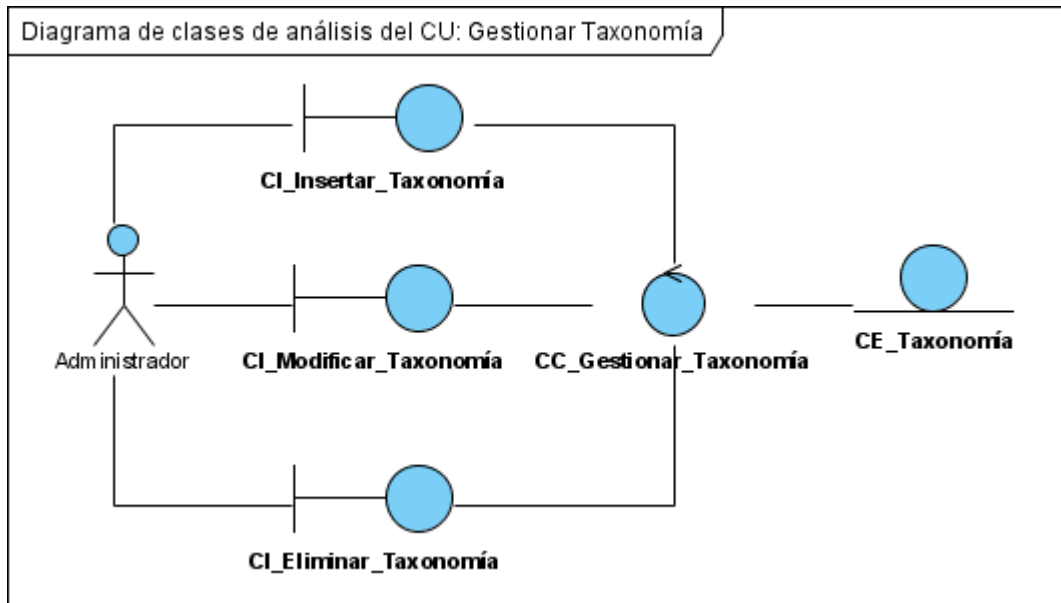 Diagrama de clases de análisis del CU: Gestionar Taxonomía
CI_Insertar_Taxonomía
Administrador
CI_Modificar_Taxonomía
CC_Gestionar_Taxonomía
CE_Taxonomía
CI_Eliminar_Taxonomía